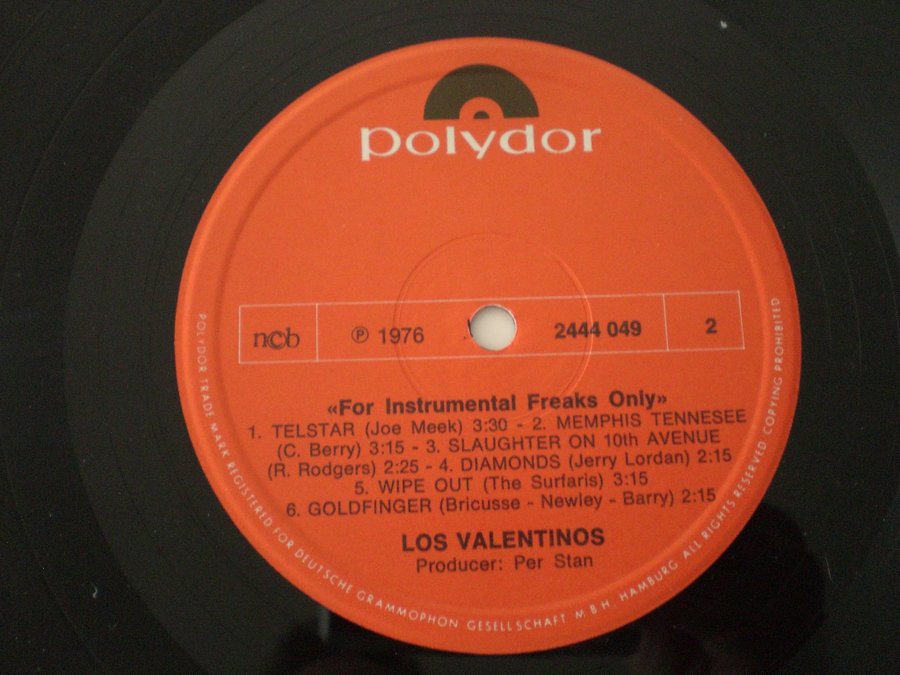 polydor
ncb
℗ 1976
2444 049
2
«For Instrumental Freaks Only»
1. TELSTAR (Joe Meek) 3:30 - 2. MEMPHIS TENNESEE
(C. Berry) 3:15 - 3. SLAUGHTER ON 10th AVENUE
(R. Rodgers) 2:25 - 4. DIAMONDS (Jerry Lordan) 2:15
5. WIPE OUT (The Surfaris) 3:15
6. GOLDFINGER (Bricusse - Newley - Barry) 2:15
LOS VALENTINOS
Producer: Per Stan
POLYDOR TRADE MARK REGISTERED FOR DEUTSCHE GRAMMOPHON GESELLSCHAFT M.B.H. HAMBURG ALL RIGHTS RESERVED COPYING PROHIBITED